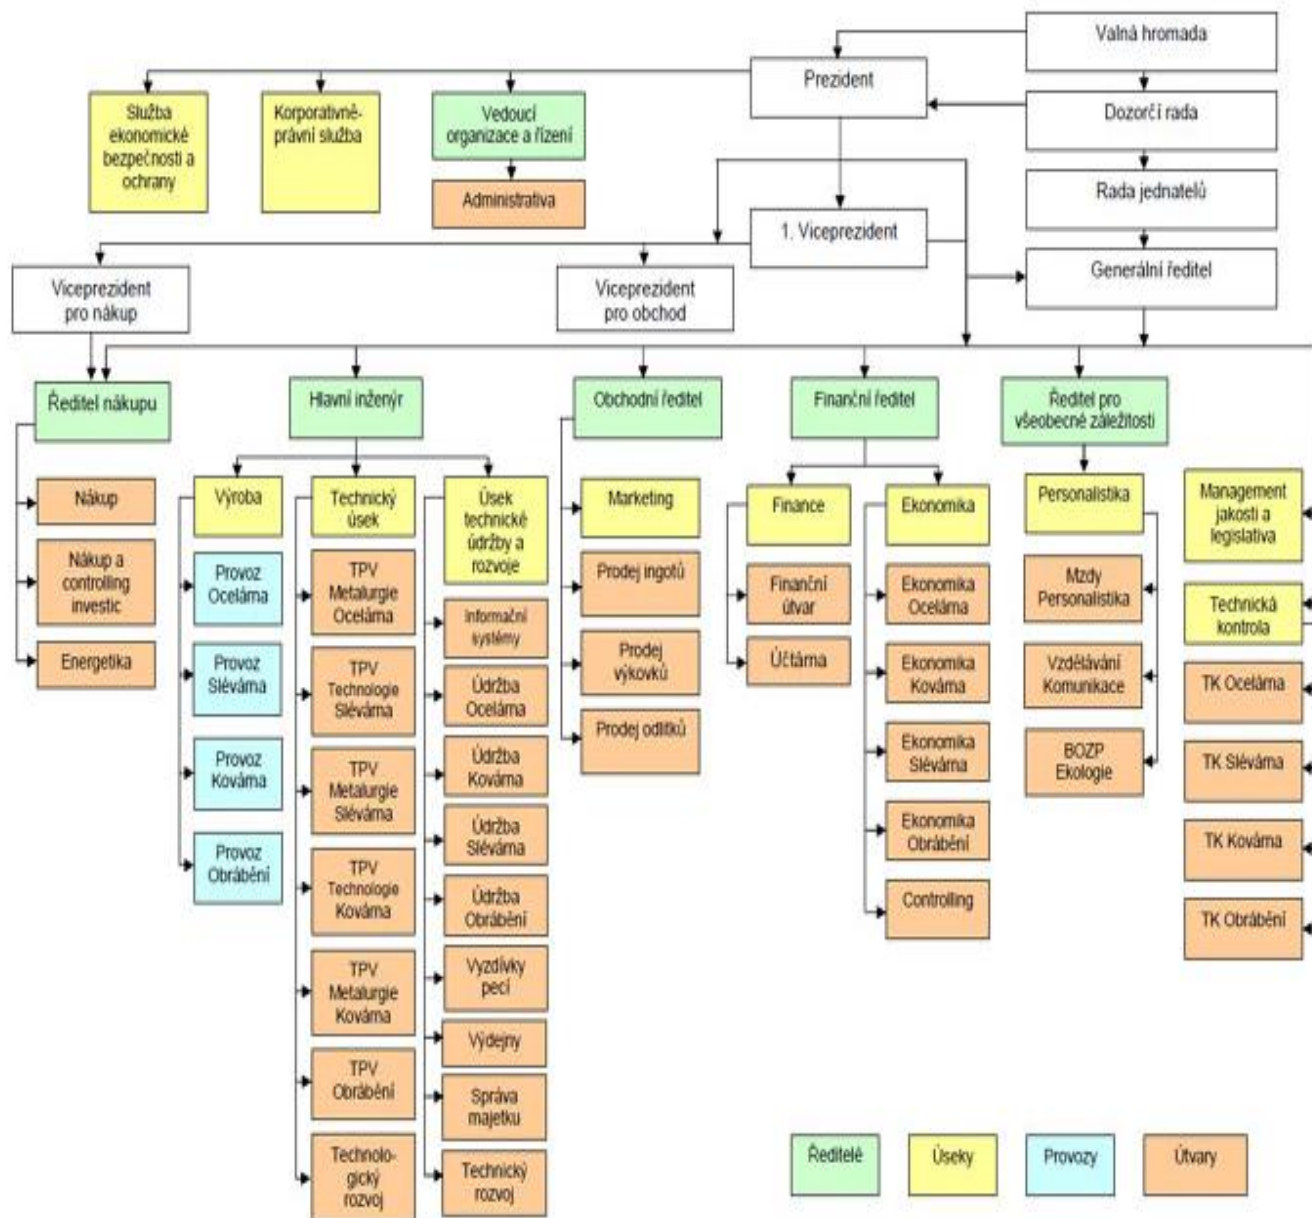 Valná hromada
Prezident
Služba
ekonomické
bezpečnosti a
ochrany
Korporativně-
právní služba
Vedoucí
organizace a řízení
Dozorčí rada
Administrativa
Rada jednatelů
1. Viceprezident
Generální ředitel
Viceprezident
pro nákup
Viceprezident
pro obchod
Ředitel nákupu
Hlavní inženýr
Obchodní ředitel
Finanční ředitel
Ředitel pro
všeobecné záležitosti
Nákup
Nákup a
controlling
investic
Energetika
Výroba
Provoz
Ocelárna
Provoz
Slévárna
Provoz
Kovárna
Provoz
Obrábění
Technický
úsek
TPV
Metalurgie
Ocelárna
TPV
Technologie
Slévárna
TPV
Metalurgie
Slévárna
TPV
Technologie
Kovárna
TPV
Metalurgie
Kovárna
TPV
Obrábění
Technolo-
gický
rozvoj
Úsek
technické
údržby a
rozvoje
Informační
systémy
Údržba
Ocelárna
Údržba
Kovárna
Údržba
Slévárna
Údržba
Obrábění
Vyzdívky
pecí
Výdejny
Správa
majetku
Technický
rozvoj
Marketing
Prodej ingotů
Prodej
výkovků
Prodej odlitků
Finance
Finanční
útvar
Účtárna
Ekonomika
Ekonomika
Ocelárna
Ekonomika
Kovárna
Ekonomika
Slévárna
Ekonomika
Obrábění
Controlling
Personalistika
Mzdy
Personalistika
Vzdělávání
Komunikace
BOZP
Ekologie
Management
jakosti a
legislativa
Technická
kontrola
TK Ocelárna
TK Slévárna
TK Kovárna
TK Obrábění
Ředitelé
Úseky
Provozy
Útvary